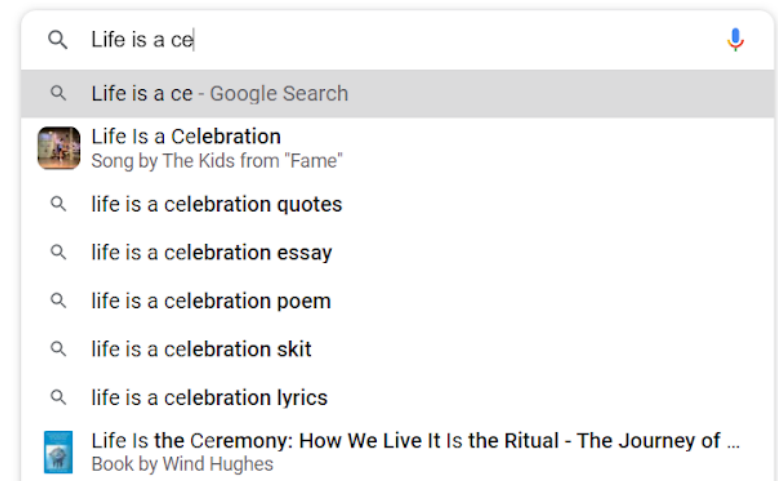 Life is a ce
Life is a ce - Google Search
Life Is a Celebration
Song by The Kids from "Fame"
life is a celebration quotes
life is a celebration essay
life is a celebration poem
life is a celebration skit
life is a celebration lyrics
Life Is the Ceremony: How We Live It Is the Ritual - The Journey of ...
Book by Wind Hughes